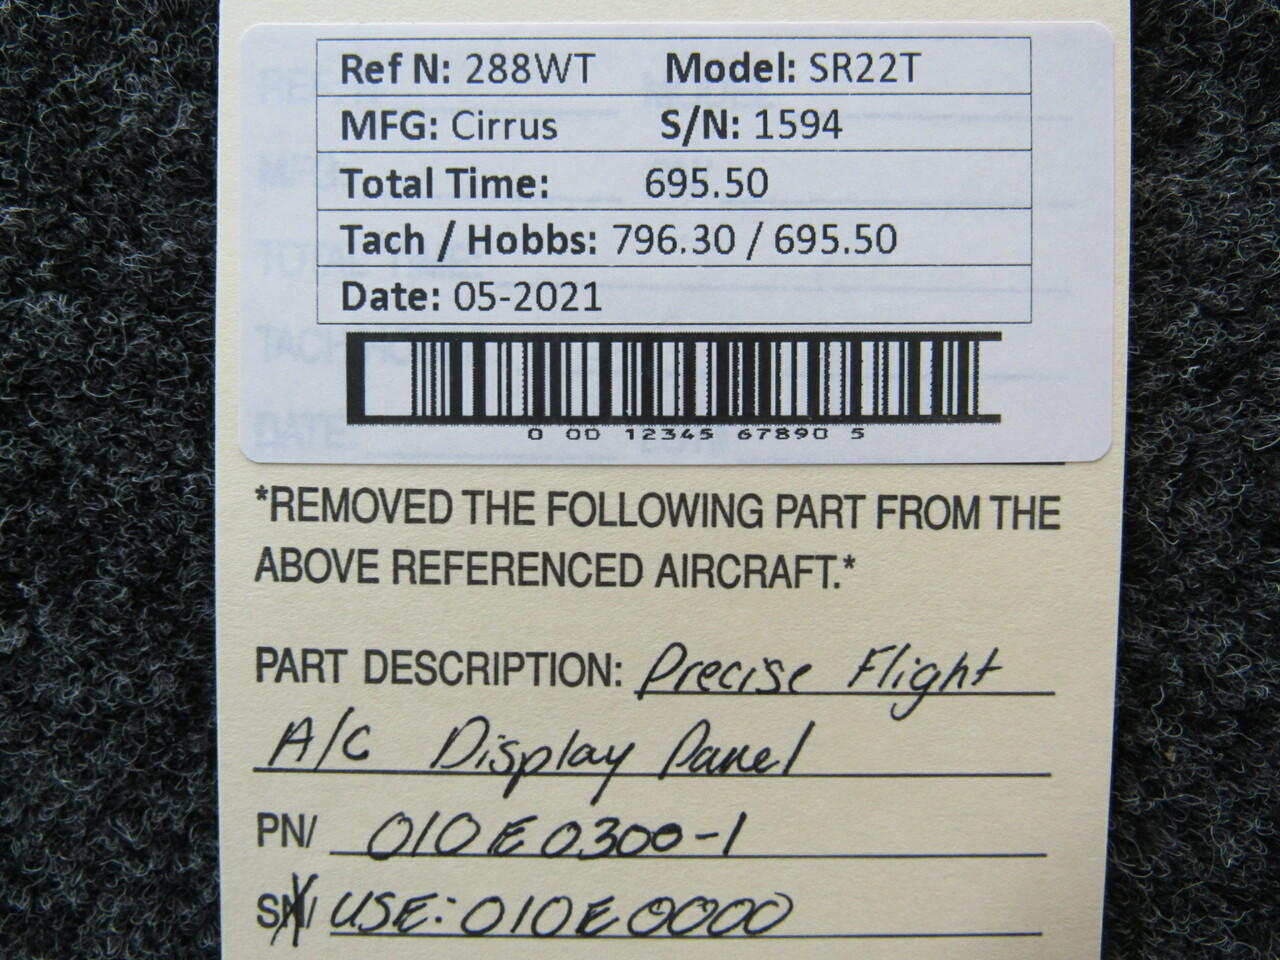 Ref N: 288WT Model: SR22T
MFG: Cirrus S/N: 1594
Total Time: 695.50
Tach / Hobbs: 796.30 / 695.50
Date: 05-2021
0 00 12345 67890 5
*REMOVED THE FOLLOWING PART FROM THE
ABOVE REFERENCED AIRCRAFT.*
PART DESCRIPTION: Precise Flight
A/C Display Panel
PN/ 010E0300-1
SN/ USE: 010E0000